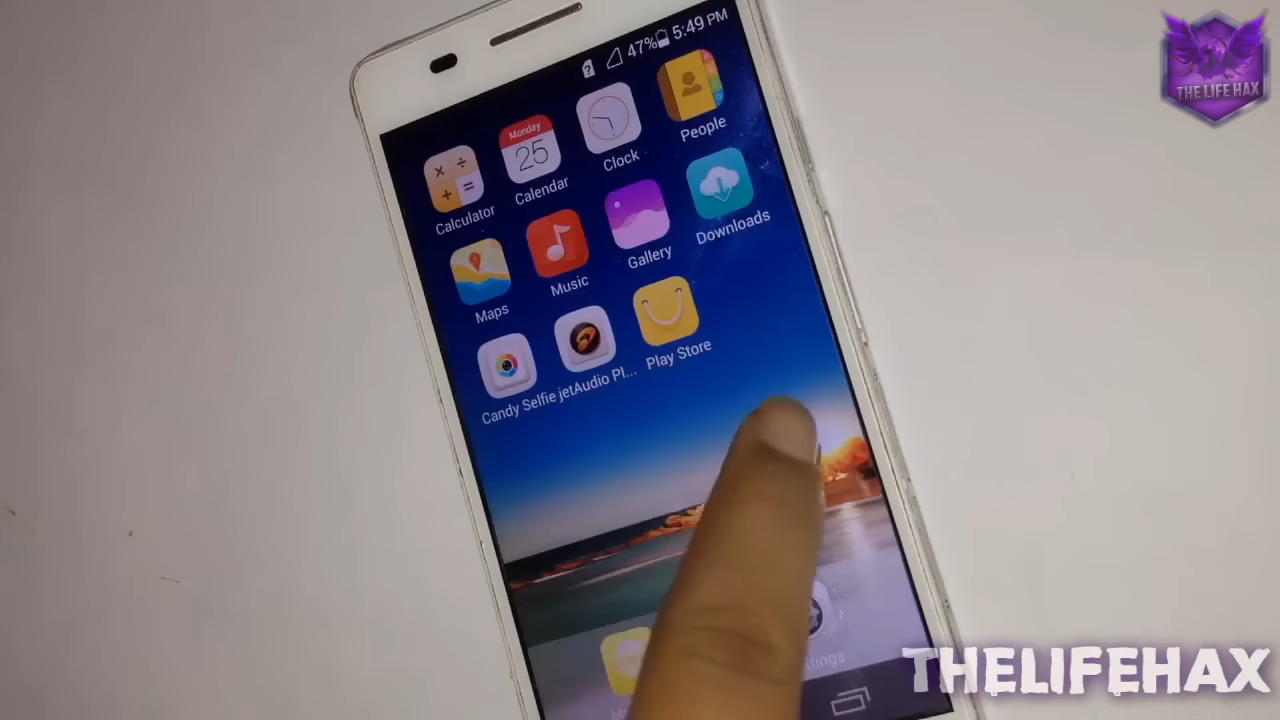 47% 5:49 PM
THE LIFE HAX
Monday
25
Calculator
Calendar
Clock
People
Maps
Music
Gallery
Downloads
Candy Selfie
jetAudio Pl...
Play Store
THELIFEHAX